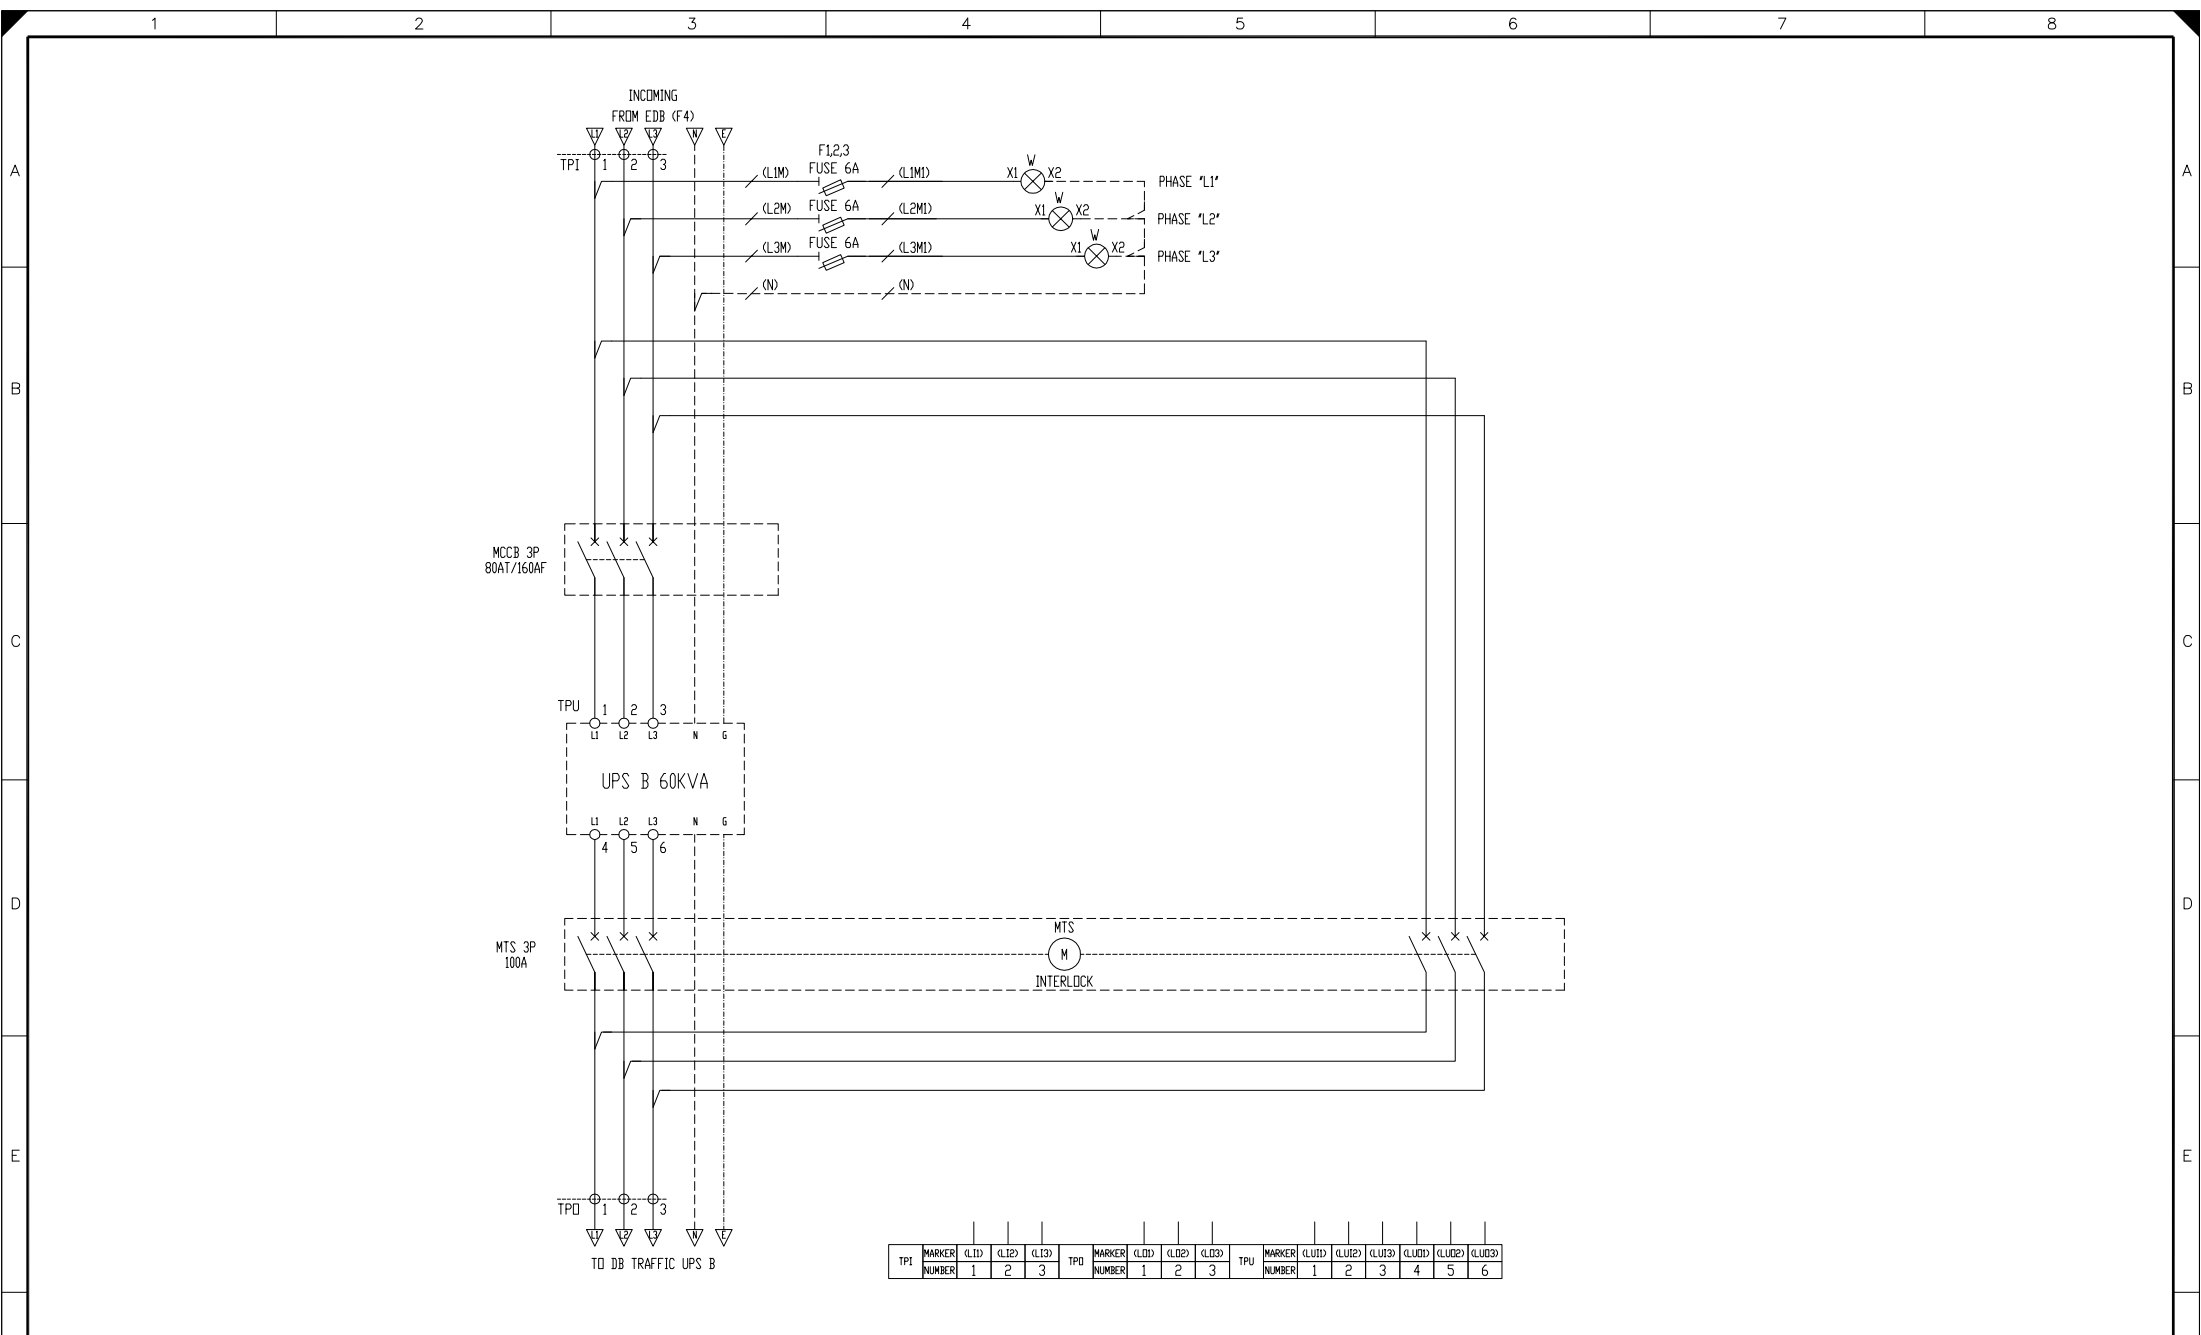 1 2 3 4 5 6 7 8
INCOMING
FROM EDB (F4)
L1 L2 L3 N E
TPI 1 2 3
F1,2,3
A A
(L1M) FUSE 6A (L1M1) X1 W X2 PHASE "L1"
(L2M) FUSE 6A (L2M1) X1 W X2 PHASE "L2"
(L3M) FUSE 6A (L3M1) X1 W X2 PHASE "L3"
(N) (N)
B B
MCCB 3P
80AT/160AF
C C
TPU 1 2 3
L1 L2 L3 N G
UPS B 60KVA
L1 L2 L3 N G
4 5 6
D D
MTS
MTS 3P
100A
M
INTERLOCK
E E
TPO 1 2 3
L1 L2 L3 N E
TO DB TRAFFIC UPS B
TPI MARKER (LI1) (LI2) (LI3) TPO MARKER (LO1) (LO2) (LO3) TPU MARKER (LUI1) (LUI2) (LUI3) (LUO1) (LUO2) (LUO3)
NUMBER 1 2 3 NUMBER 1 2 3 NUMBER 1 2 3 4 5 6